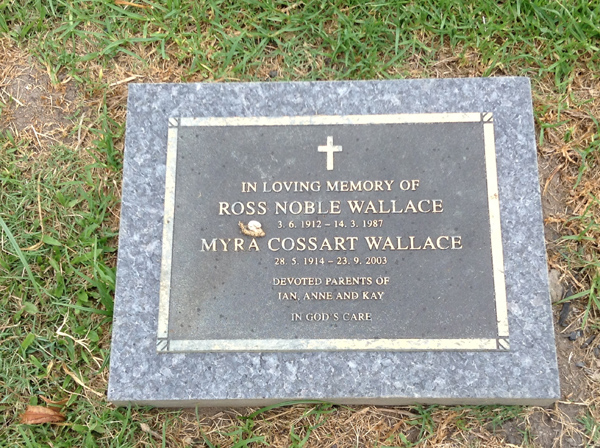 IN LOVING MEMORY OF
ROSS NOBLE WALLACE
3. 6. 1912 – 14. 3. 1987
MYRA COSSART WALLACE
28. 5. 1914 – 23. 9. 2003
DEVOTED PARENTS OF
IAN, ANNE AND KAY
IN GOD'S CARE